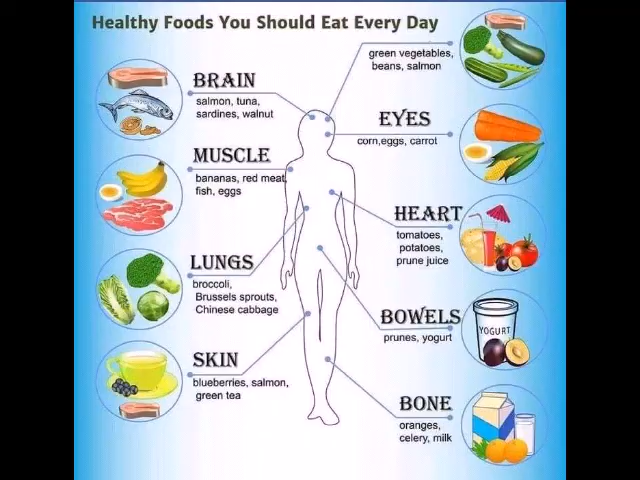 Healthy Foods You Should Eat Every Day
green vegetables,
beans, salmon
BRAIN
salmon, tuna,
sardines, walnut
EYES
corn,eggs, carrot
MUSCLE
bananas, red meat,
fish, eggs
HEART
tomatoes,
potatoes,
prune juice
LUNGS
broccoli,
Brussels sprouts,
Chinese cabbage
BOWELS
prunes, yogurt
YOGURT
SKIN
blueberries, salmon,
green tea
BONE
oranges,
celery, milk